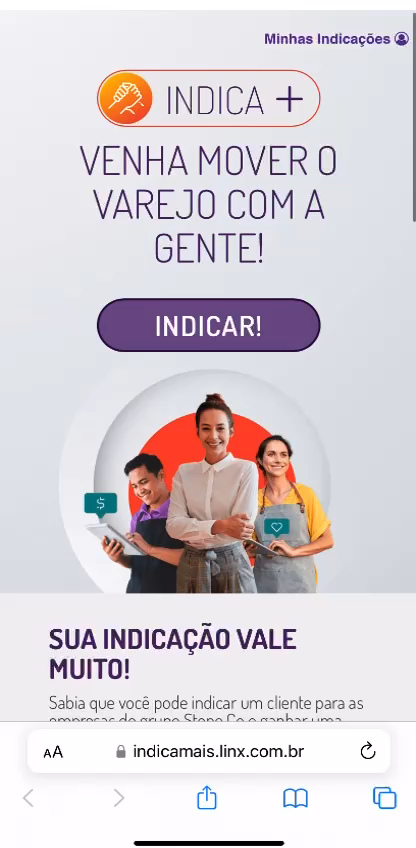 Minhas Indicações
INDICA +
VENHA MOVER O
VAREJO COM A
GENTE!
INDICAR!
$
SUA INDICAÇÃO VALE
MUITO!
Sabia que você pode indicar um cliente para as
empresas do grupo Stone Co e ganhar uma
AA
indicamais.linx.com.br